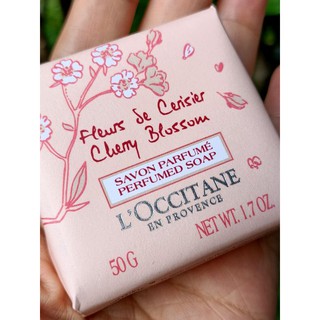 Fleurs de Cerisier
Cherry Blossom
SAVON PARFUMÉ
PERFUMED SOAP
L'OCCITANE
EN PROVENCE
50 G
NET WT. 1.7 OZ.